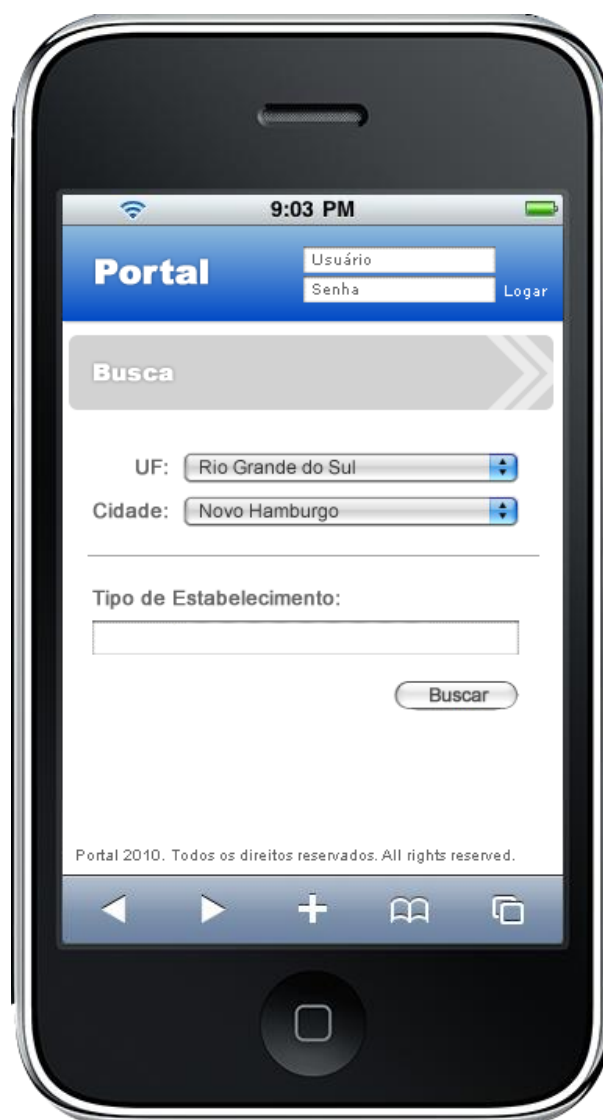 9:03 PM
Portal
Usuário
Senha
Logar
Busca
UF: Rio Grande do Sul
Cidade: Novo Hamburgo
Tipo de Estabelecimento:
Buscar
Portal 2010. Todos os direitos reservados. All rights reserved.